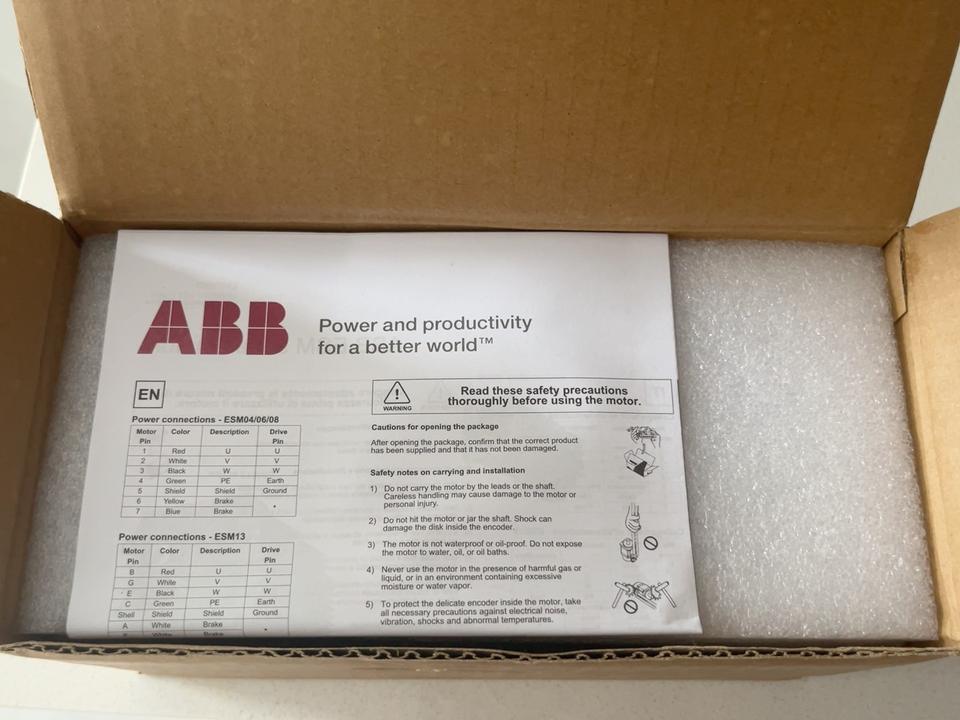 ABB
Power and productivity
for a better world™
EN
Power connections - ESM04/06/08
Motor Pin Color Description Drive Pin
1 Red U U
2 White V V
3 Black W W
4 Green PE Earth
5 Shield Shield Ground
6 Yellow Brake -
7 Blue Brake
Power connections - ESM13
Motor Pin Color Description Drive Pin
B Red U U
G White V V
E Black W W
C Green PE Earth
Shell Shield Shield Ground
A White Brake -
WARNING
Read these safety precautions
thoroughly before using the motor.
Cautions for opening the package
After opening the package, confirm that the correct product
has been supplied and that it has not been damaged.
Safety notes on carrying and installation
1) Do not carry the motor by the leads or the shaft.
Careless handling may cause damage to the motor or
personal injury.
2) Do not hit the motor or jar the shaft. Shock can
damage the disk inside the encoder.
3) The motor is not waterproof or oil-proof. Do not expose
the motor to water, oil, or oil baths.
4) Never use the motor in the presence of harmful gas or
liquid, or in an environment containing excessive
moisture or water vapor.
5) To protect the delicate encoder inside the motor, take
all necessary precautions against electrical noise,
vibration, shocks and abnormal temperatures.